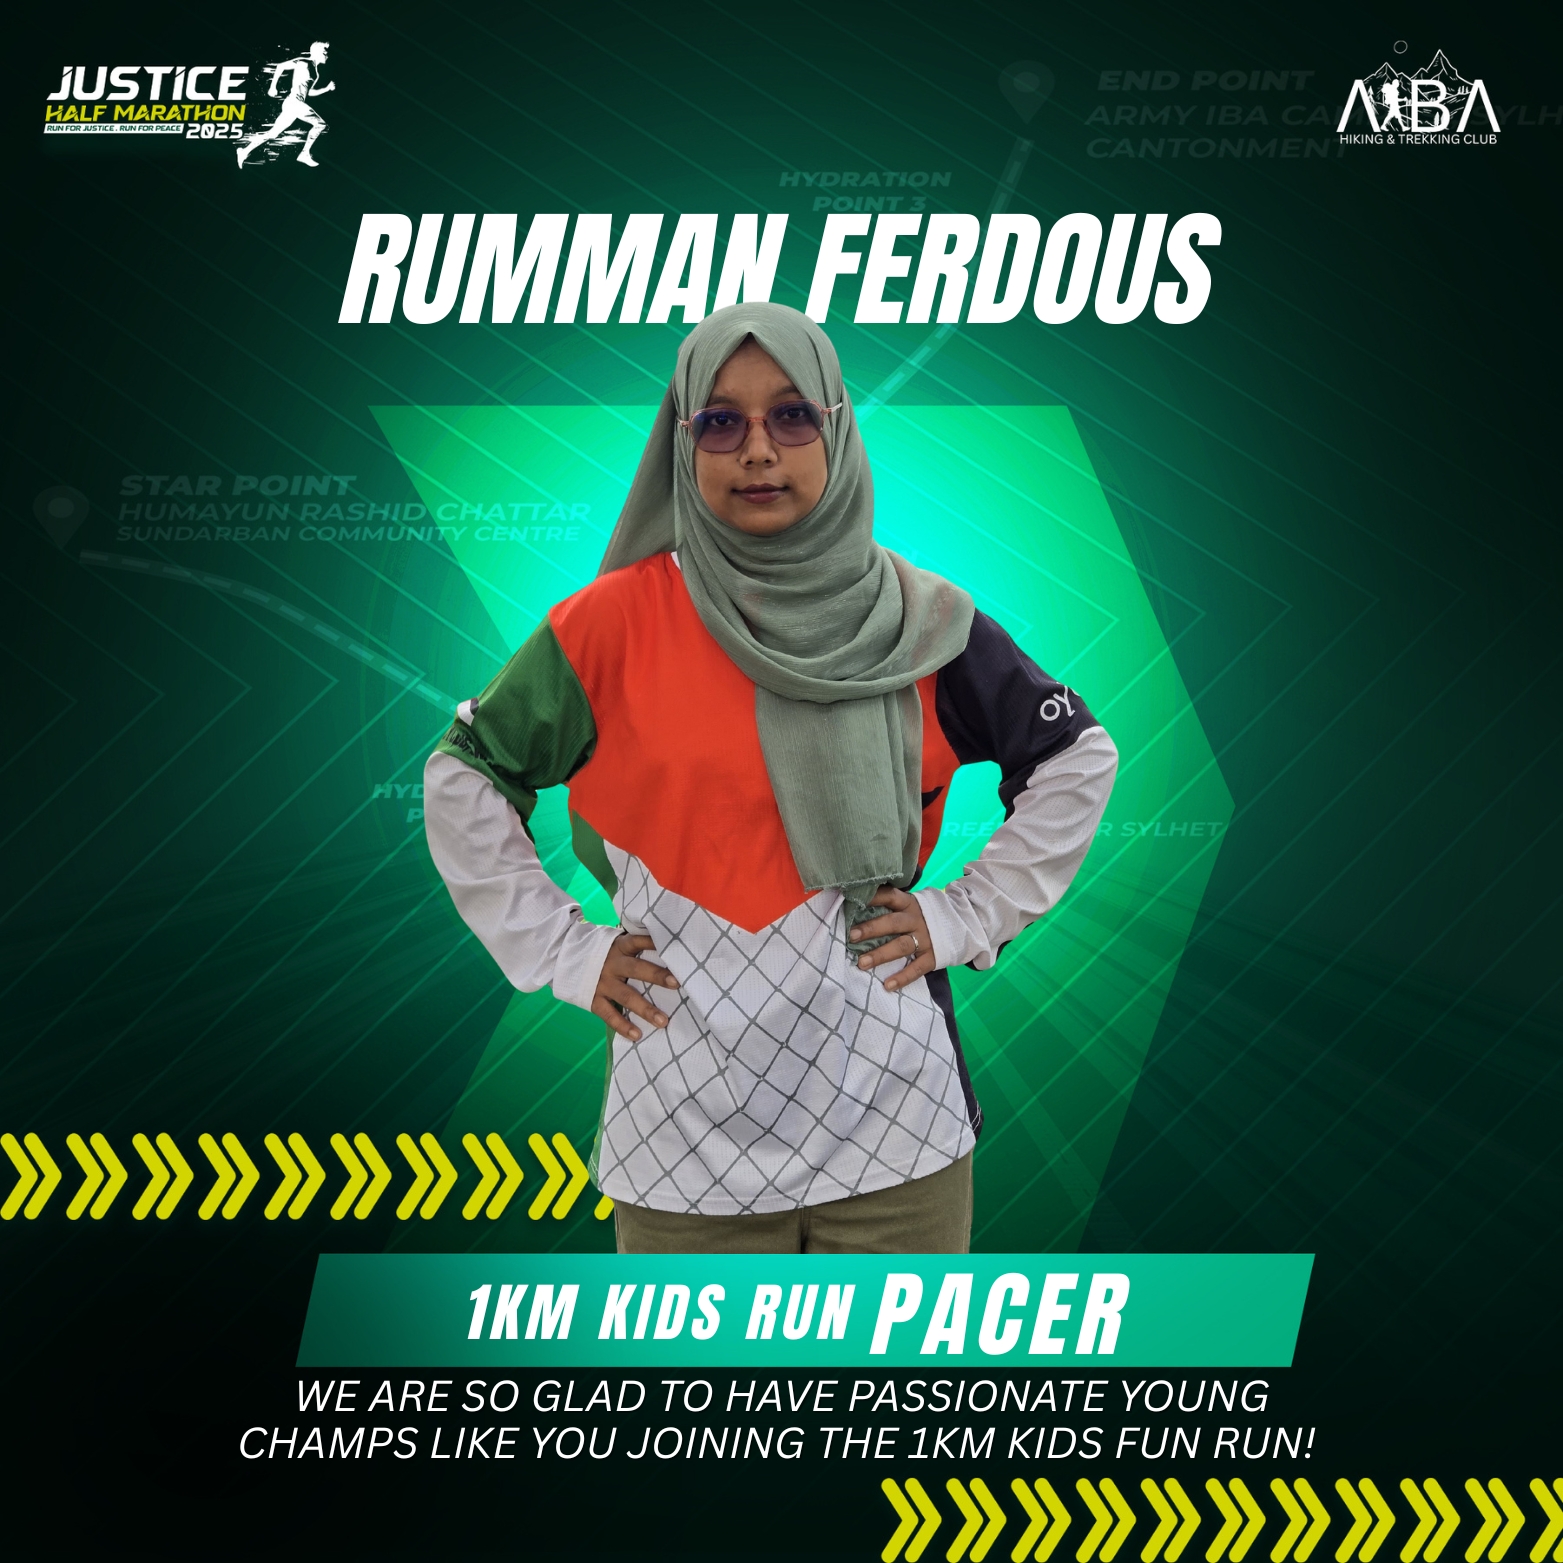 JUSTICE
HALF MARATHON
RUN FOR JUSTICE . RUN FOR PEACE 2025
AIBA
HIKING & TREKKING CLUB
END POINT
ARMY IBA
CANTONMENT
HYDRATION
POINT 3
RUMMAN FERDOUS
STAR POINT
HUMAYUN RASHID CHATTAR
SUNDARBAN COMMUNITY CENTRE
OY
SYLHET
1KM KIDS RUN PACER
WE ARE SO GLAD TO HAVE PASSIONATE YOUNG
CHAMPS LIKE YOU JOINING THE 1KM KIDS FUN RUN!